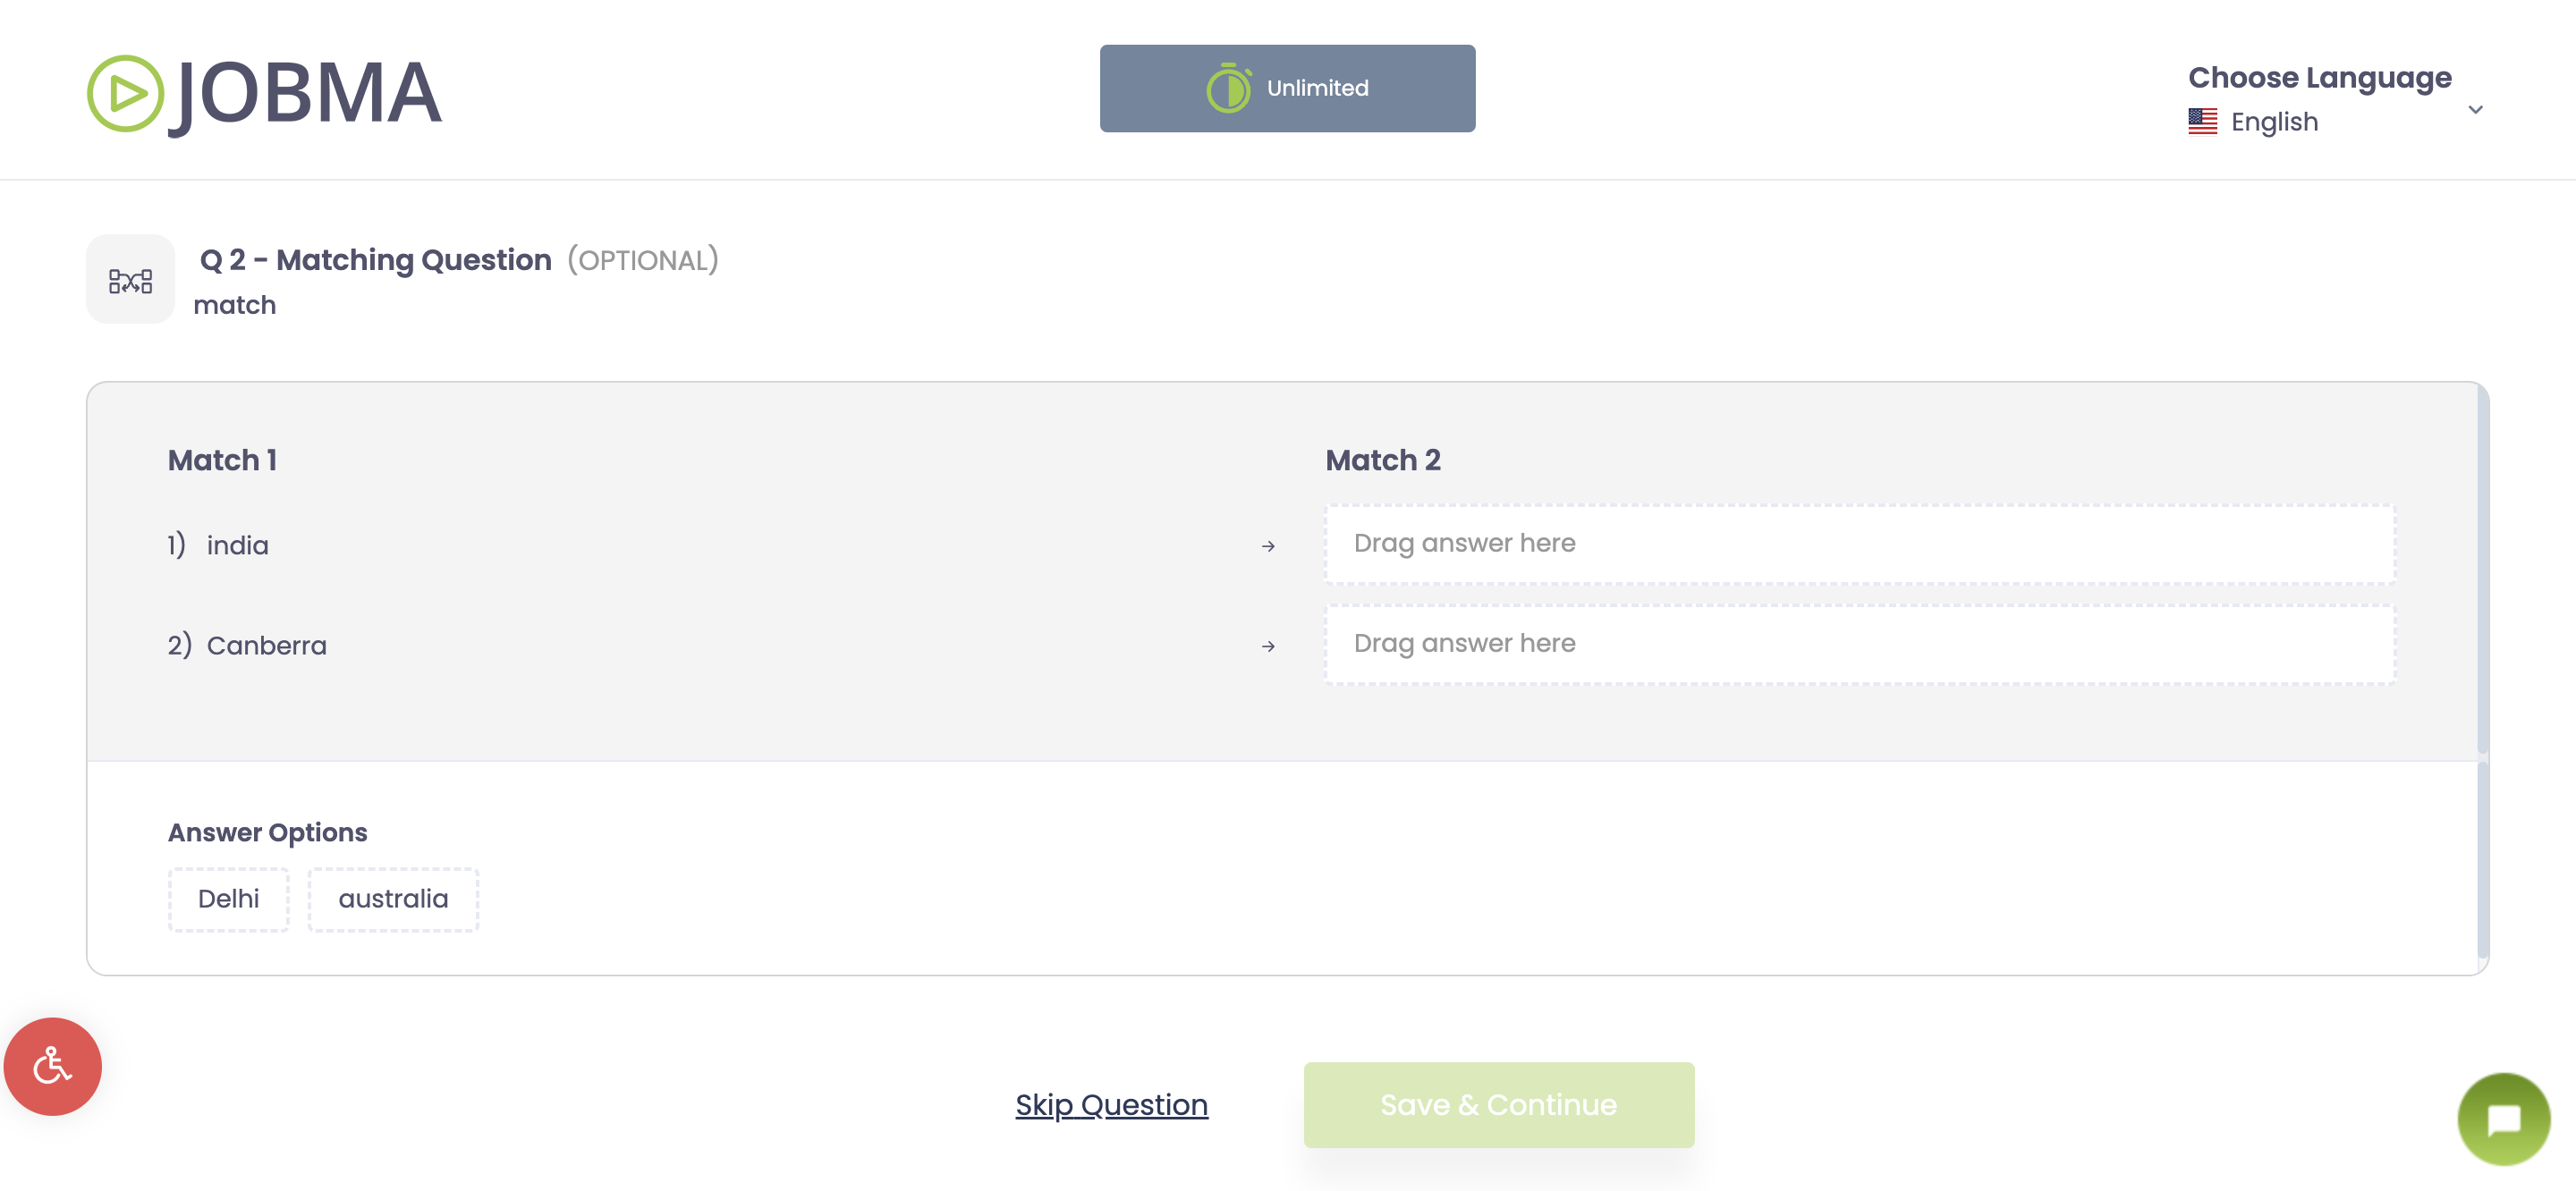 JOBMA
Unlimited
Choose Language
English
Q 2 - Matching Question (OPTIONAL)
match
Match 1
Match 2
1) india
→
Drag answer here
2) Canberra
→
Drag answer here
Answer Options
Delhi
australia
Skip Question
Save & Continue